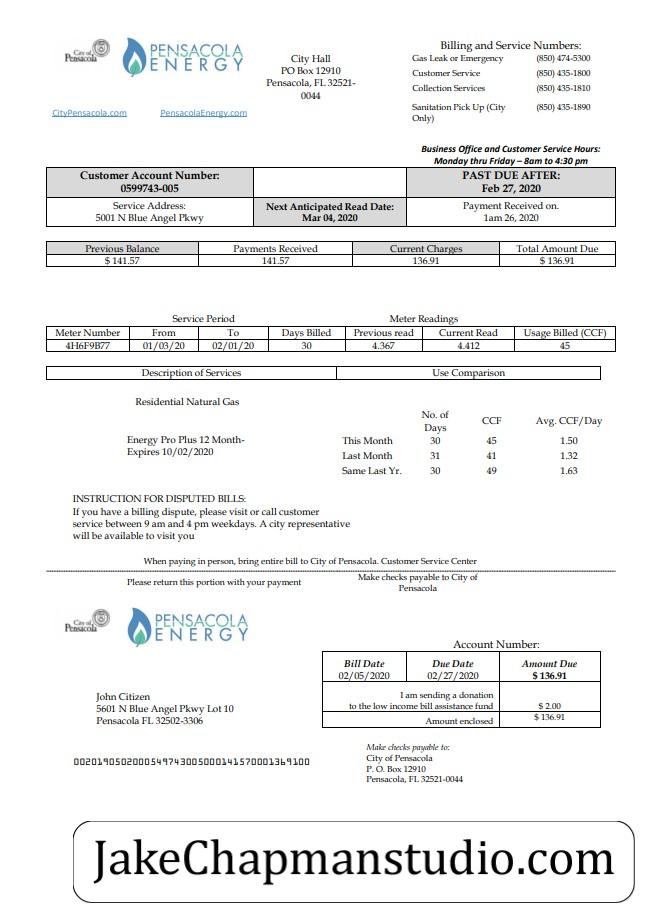 City of
Pensacola
PENSACOLA
ENERGY
CityPensacola.com PensacolaEnergy.com
City Hall
PO Box 12910
Pensacola, FL 32521-
0044
Billing and Service Numbers:
Gas Leak or Emergency (850) 474-5300
Customer Service (850) 435-1800
Collection Services (850) 435-1810
Sanitation Pick Up (City (850) 435-1890
Only)
Business Office and Customer Service Hours:
Monday thru Friday – 8am to 4:30 pm
Customer Account Number:
0599743-005
PAST DUE AFTER:
Feb 27, 2020
Service Address:
5001 N Blue Angel Pkwy
Next Anticipated Read Date:
Mar 04, 2020
Payment Received on.
1am 26, 2020
Previous Balance Payments Received Current Charges Total Amount Due
$ 141.57 141.57 136.91 $ 136.91
Service Period Meter Readings
Meter Number From To Days Billed Previous read Current Read Usage Billed (CCF)
4H6F9B77 01/03/20 02/01/20 30 4.367 4.412 45
Description of Services Use Comparison
Residential Natural Gas
Energy Pro Plus 12 Month-
Expires 10/02/2020
No. of
Days CCF Avg. CCF/Day
This Month 30 45 1.50
Last Month 31 41 1.32
Same Last Yr. 30 49 1.63
INSTRUCTION FOR DISPUTED BILLS:
If you have a billing dispute, please visit or call customer
service between 9 am and 4 pm weekdays. A city representative
will be available to visit you
When paying in person, bring entire bill to City of Pensacola. Customer Service Center
Please return this portion with your payment
Make checks payable to City of
Pensacola
City of
Pensacola
PENSACOLA
ENERGY
Account Number:
Bill Date Due Date Amount Due
02/05/2020 02/27/2020 $ 136.91
I am sending a donation
to the low income bill assistance fund $ 2.00
Amount enclosed $ 136.91
John Citizen
5601 N Blue Angel Pkwy Lot 10
Pensacola FL 32502-3306
0020190502000549743005000141570001369100
Make checks payable to:
City of Pensacola
P. O. Box 12910
Pensacola, FL 32521-0044
JakeChapmanstudio.com